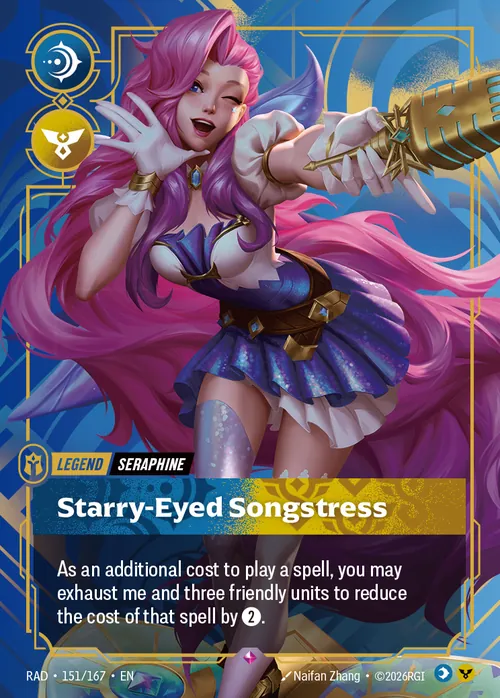 LEGEND SERAPHINE
Starry-Eyed Songstress
As an additional cost to play a spell, you may
exhaust me and three friendly units to reduce
the cost of that spell by 2.
RAD • 151/167 • EN Naifan Zhang • ©2026RGI